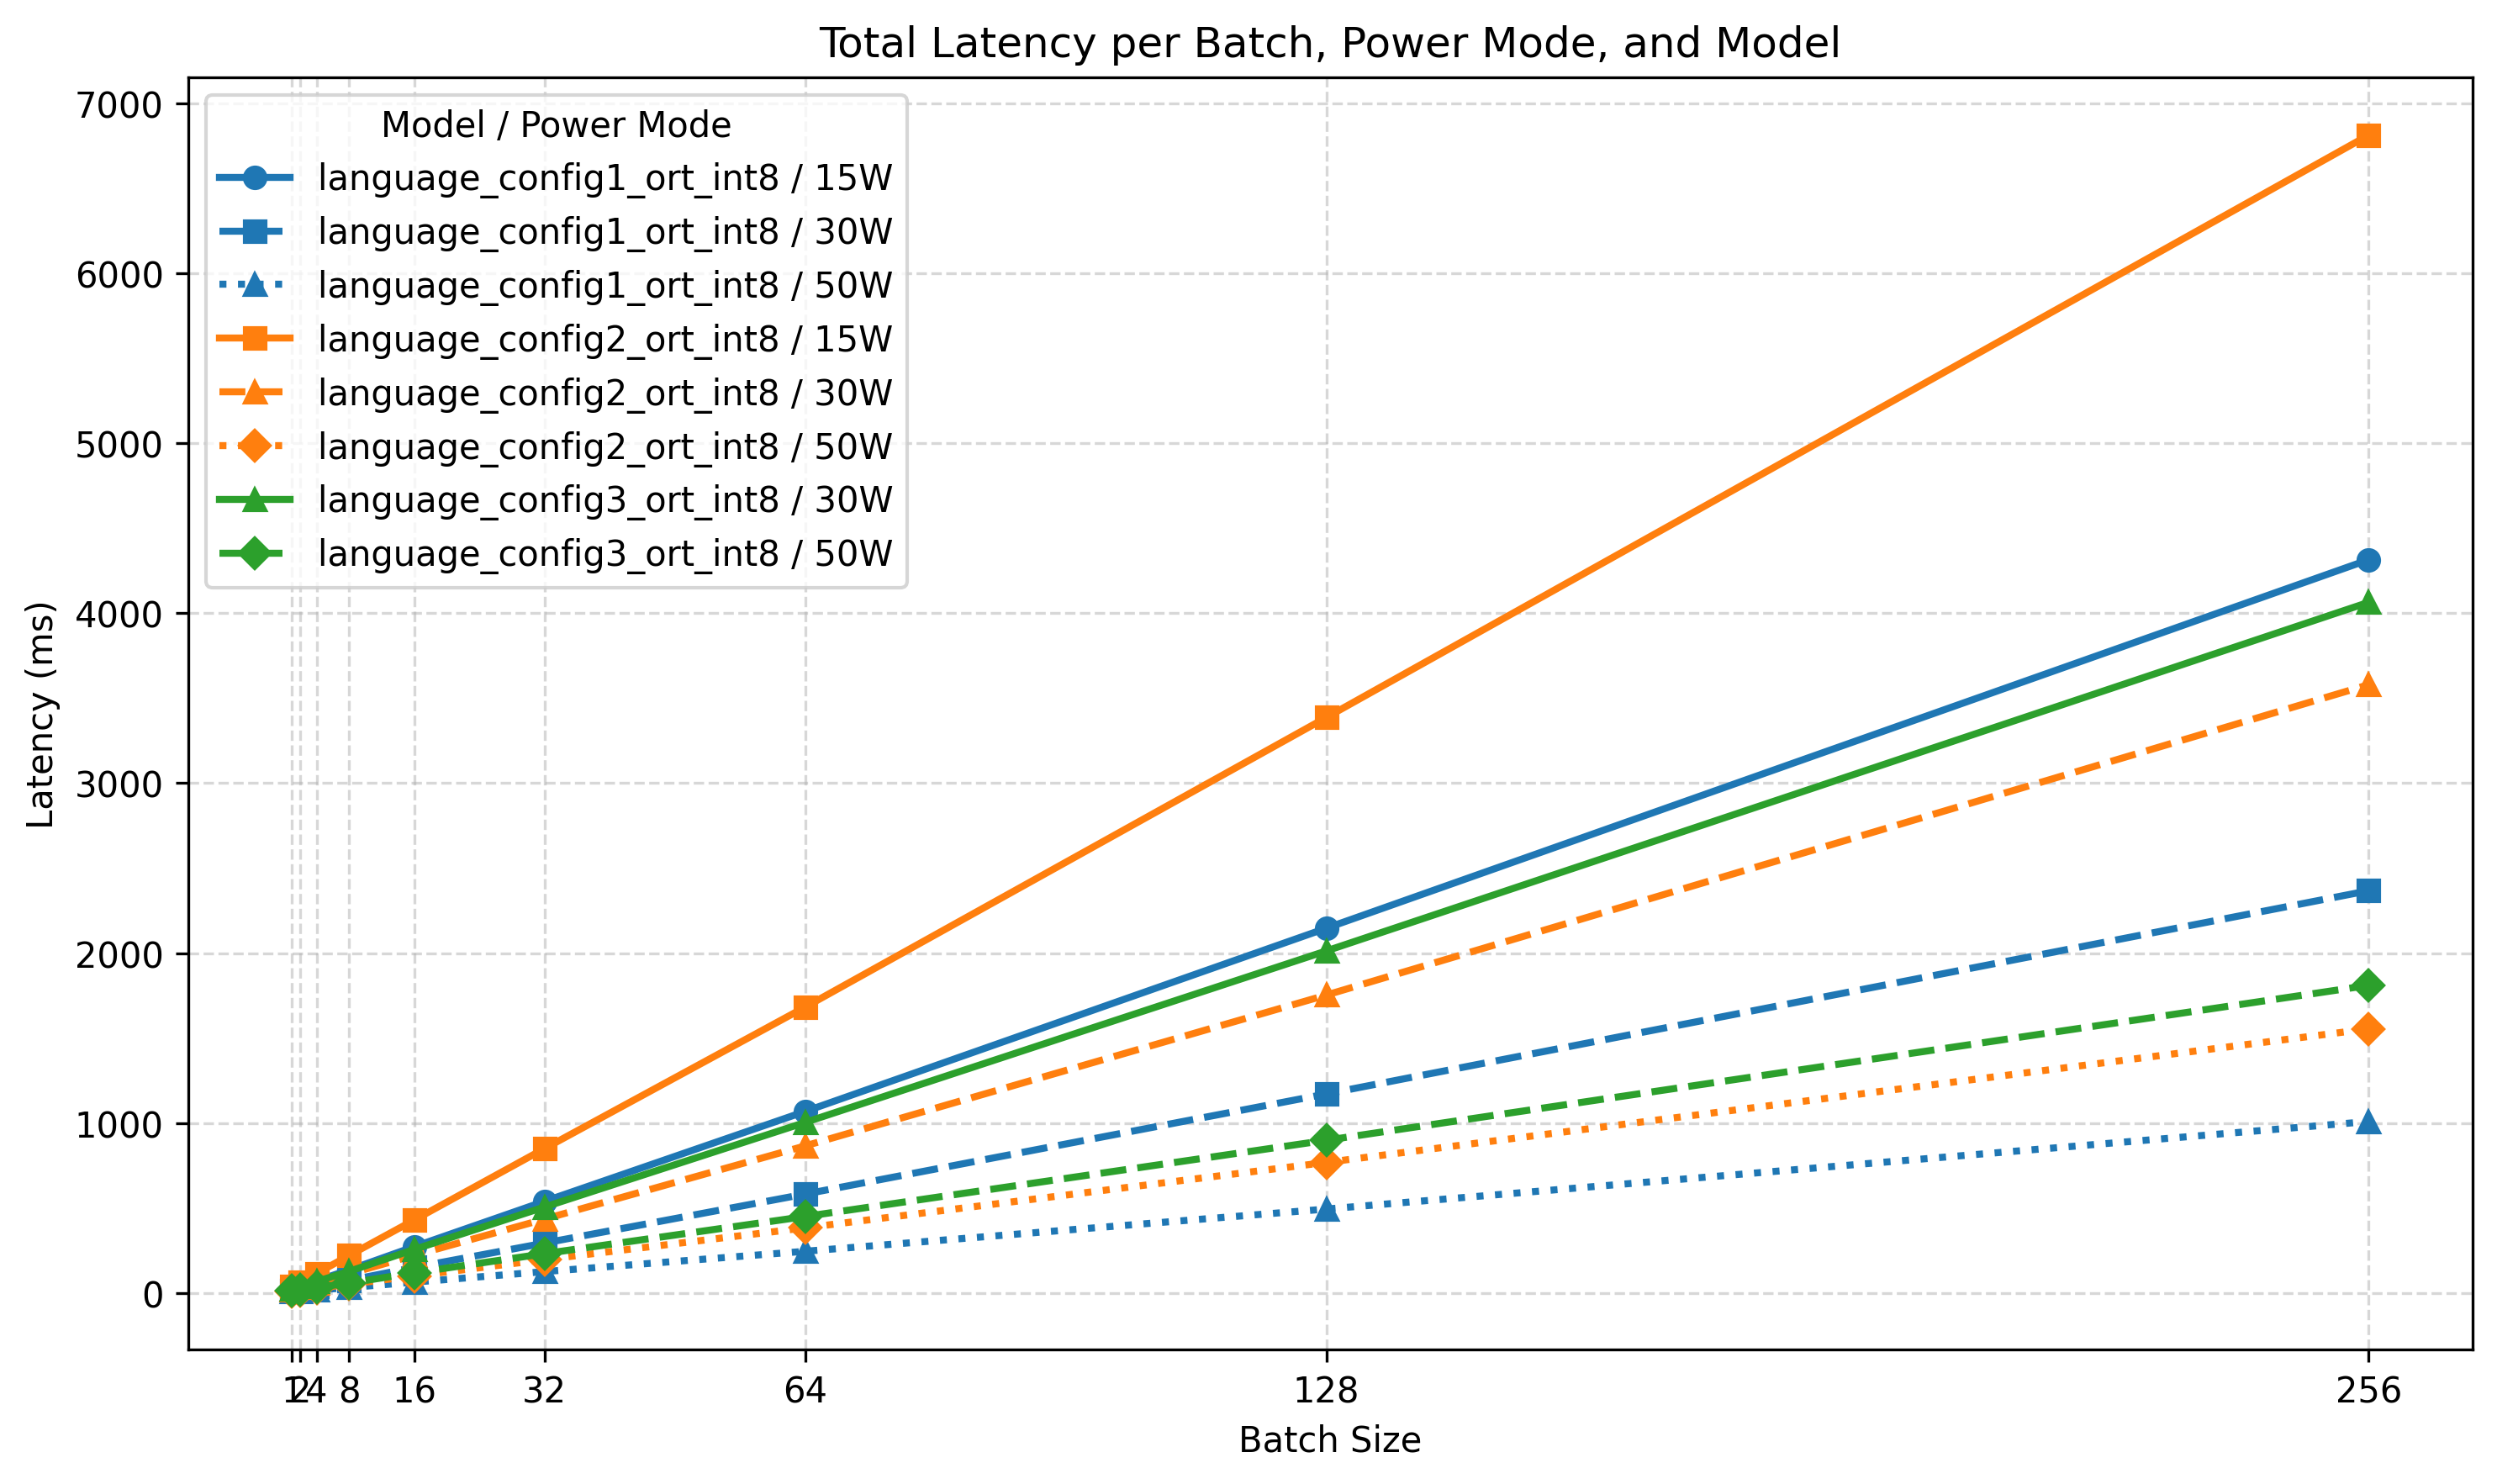 Total Latency per Batch, Power Mode, and Model
7000
6000
5000
4000
3000
2000
1000
0
Latency (ms)
Model / Power Mode
language_config1_ort_int8 / 15W
language_config1_ort_int8 / 30W
language_config1_ort_int8 / 50W
language_config2_ort_int8 / 15W
language_config2_ort_int8 / 30W
language_config2_ort_int8 / 50W
language_config3_ort_int8 / 30W
language_config3_ort_int8 / 50W
1 2 4 8 16 32 64 128 256
Batch Size